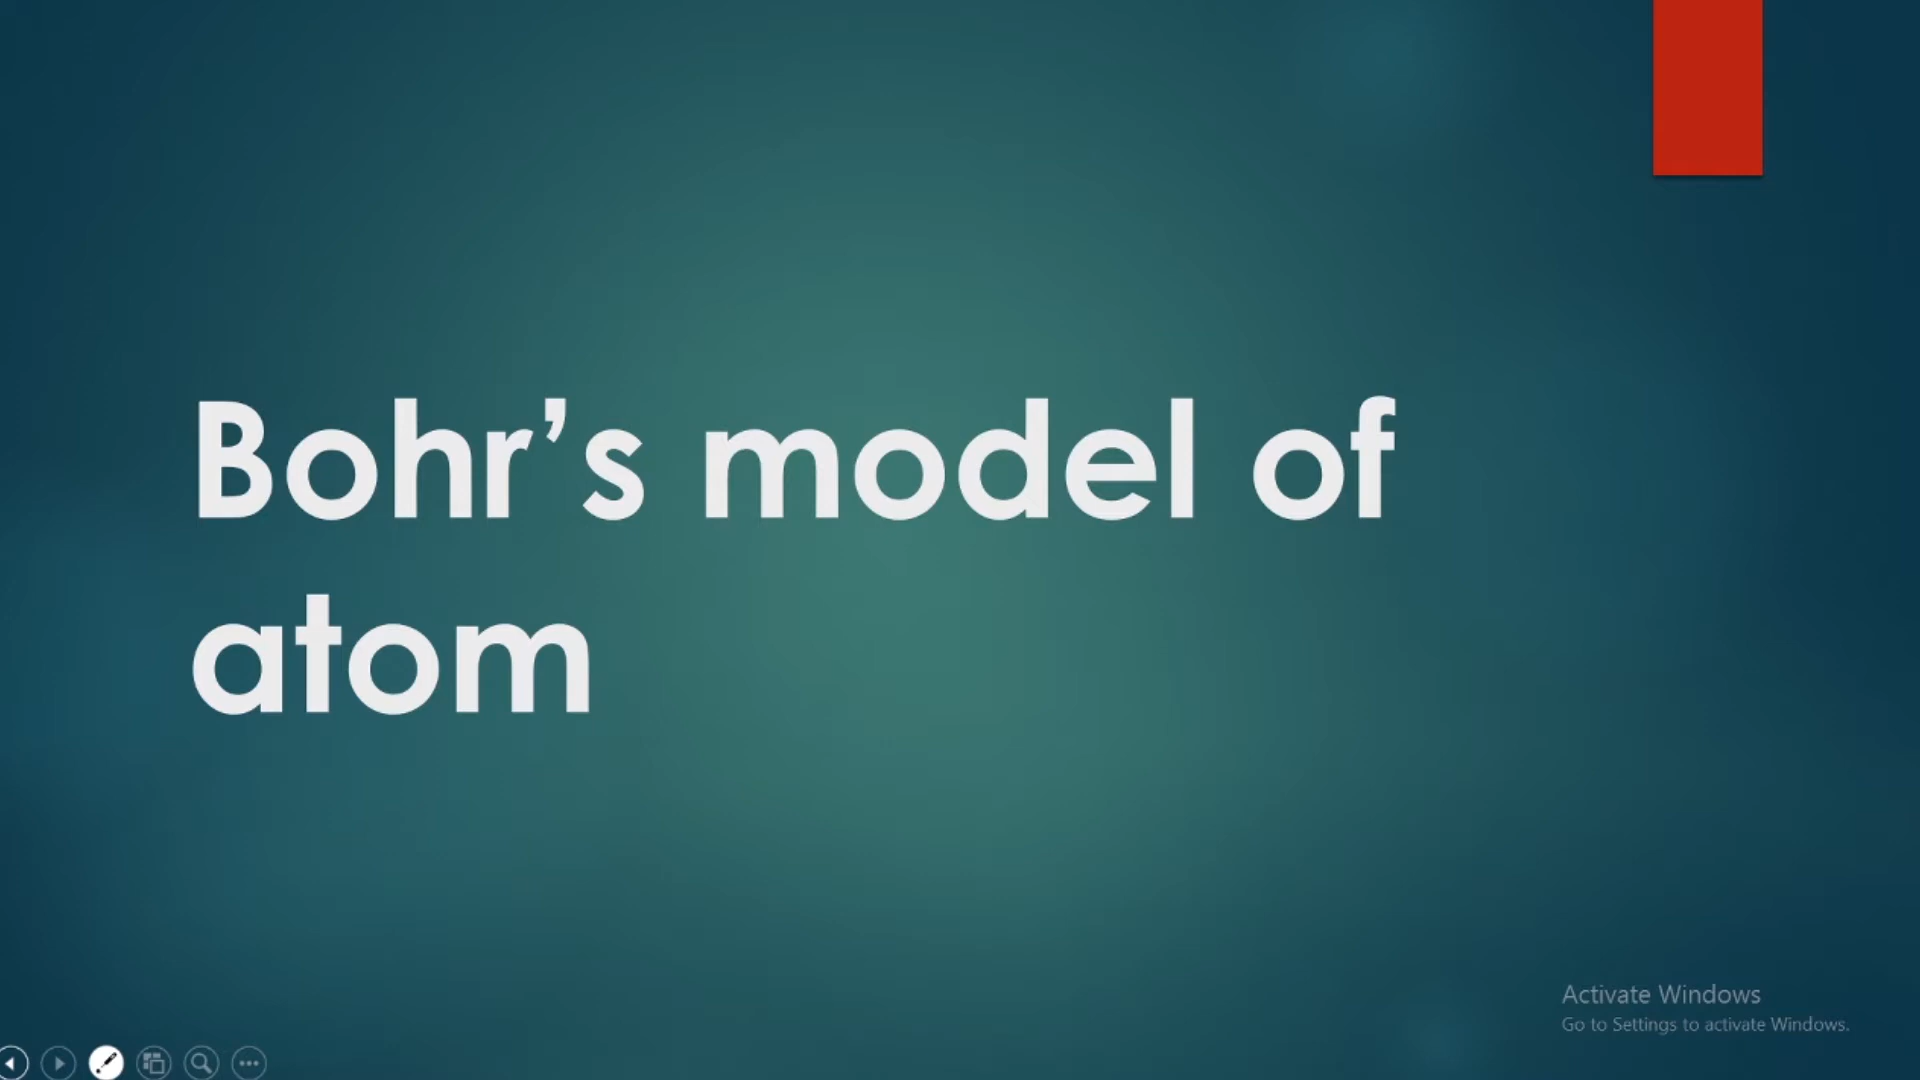 Bohr’s model of
atom
Activate Windows
Go to Settings to activate Windows.